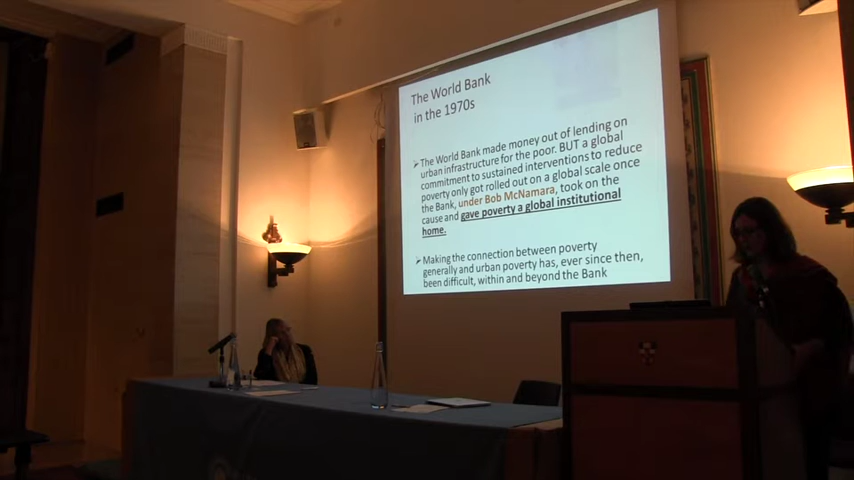 The World Bank
in the 1970s
➢ The World Bank made money out of lending on
urban infrastructure for the poor. BUT a global
commitment to sustained interventions to reduce
poverty only got rolled out on a global scale once
the Bank, under Bob McNamara, took on the
cause and gave poverty a global institutional
home.
➢ Making the connection between poverty
generally and urban poverty has, ever since then,
been difficult, within and beyond the Bank